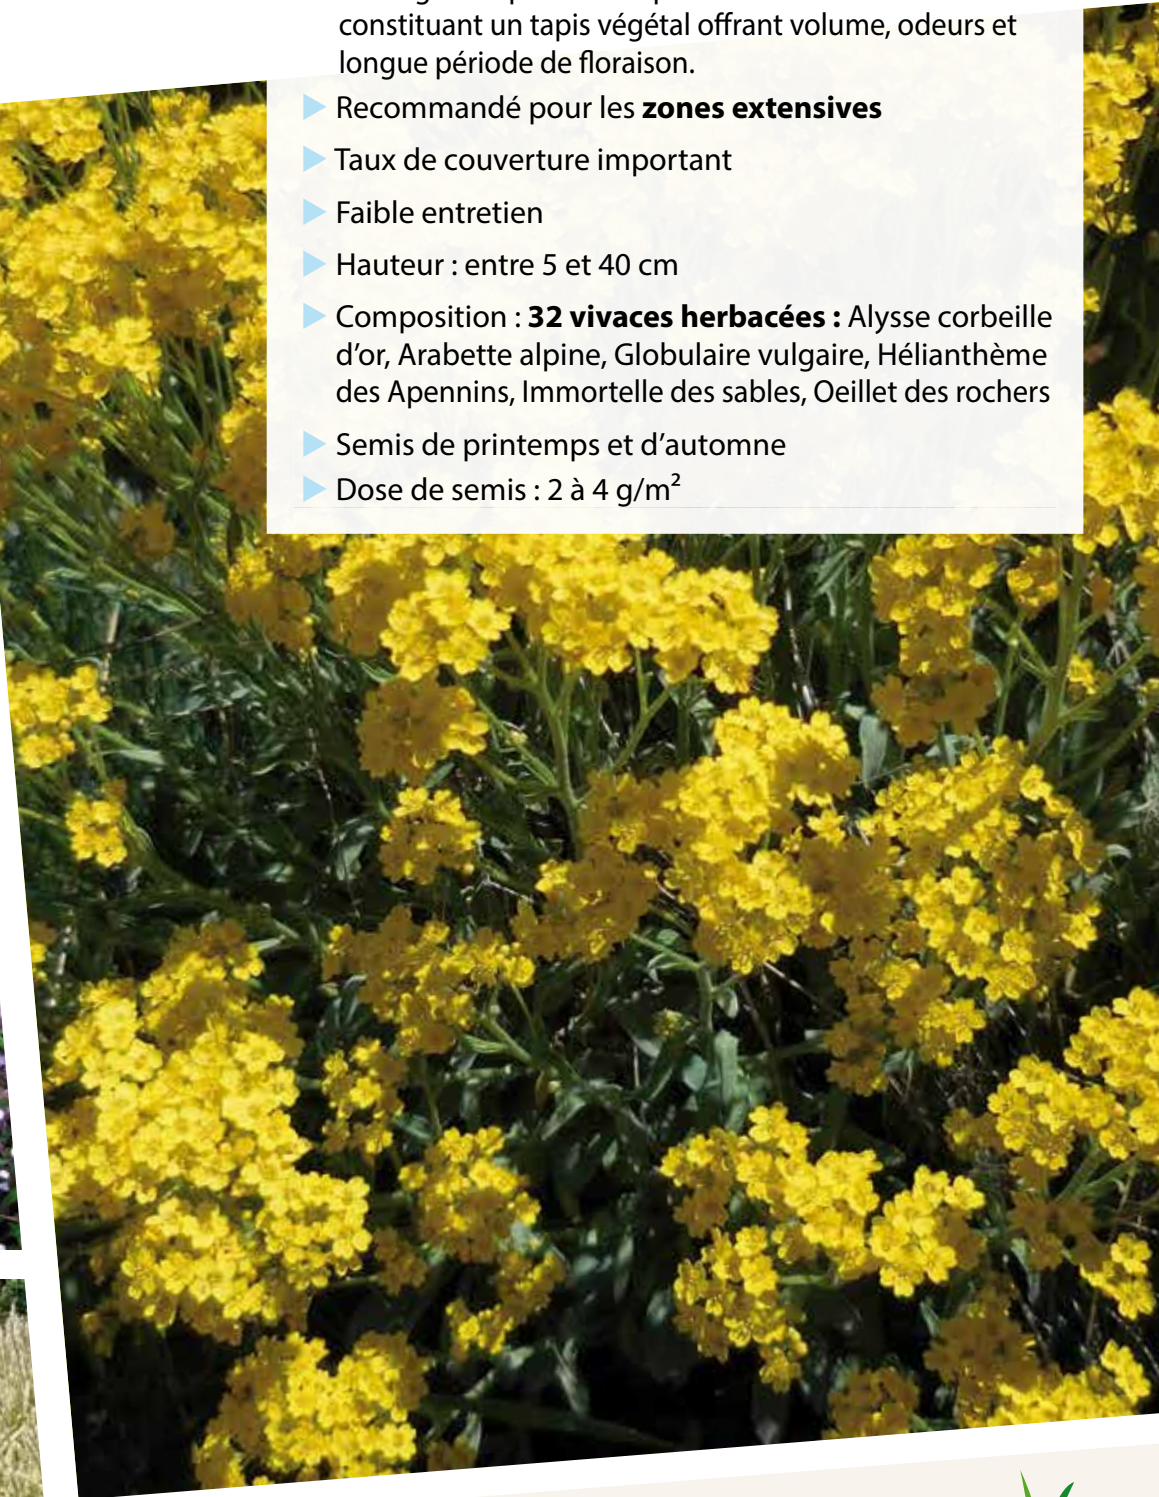 constituant un tapis végétal offrant volume, odeurs et
longue période de floraison.
Recommandé pour les zones extensives
Taux de couverture important
Faible entretien
Hauteur : entre 5 et 40 cm
Composition : 32 vivaces herbacées : Alysse corbeille
d’or, Arabette alpine, Globulaire vulgaire, Hélianthème
des Apennins, Immortelle des sables, Oeillet des rochers
Semis de printemps et d’automne
Dose de semis : 2 à 4 g/m²